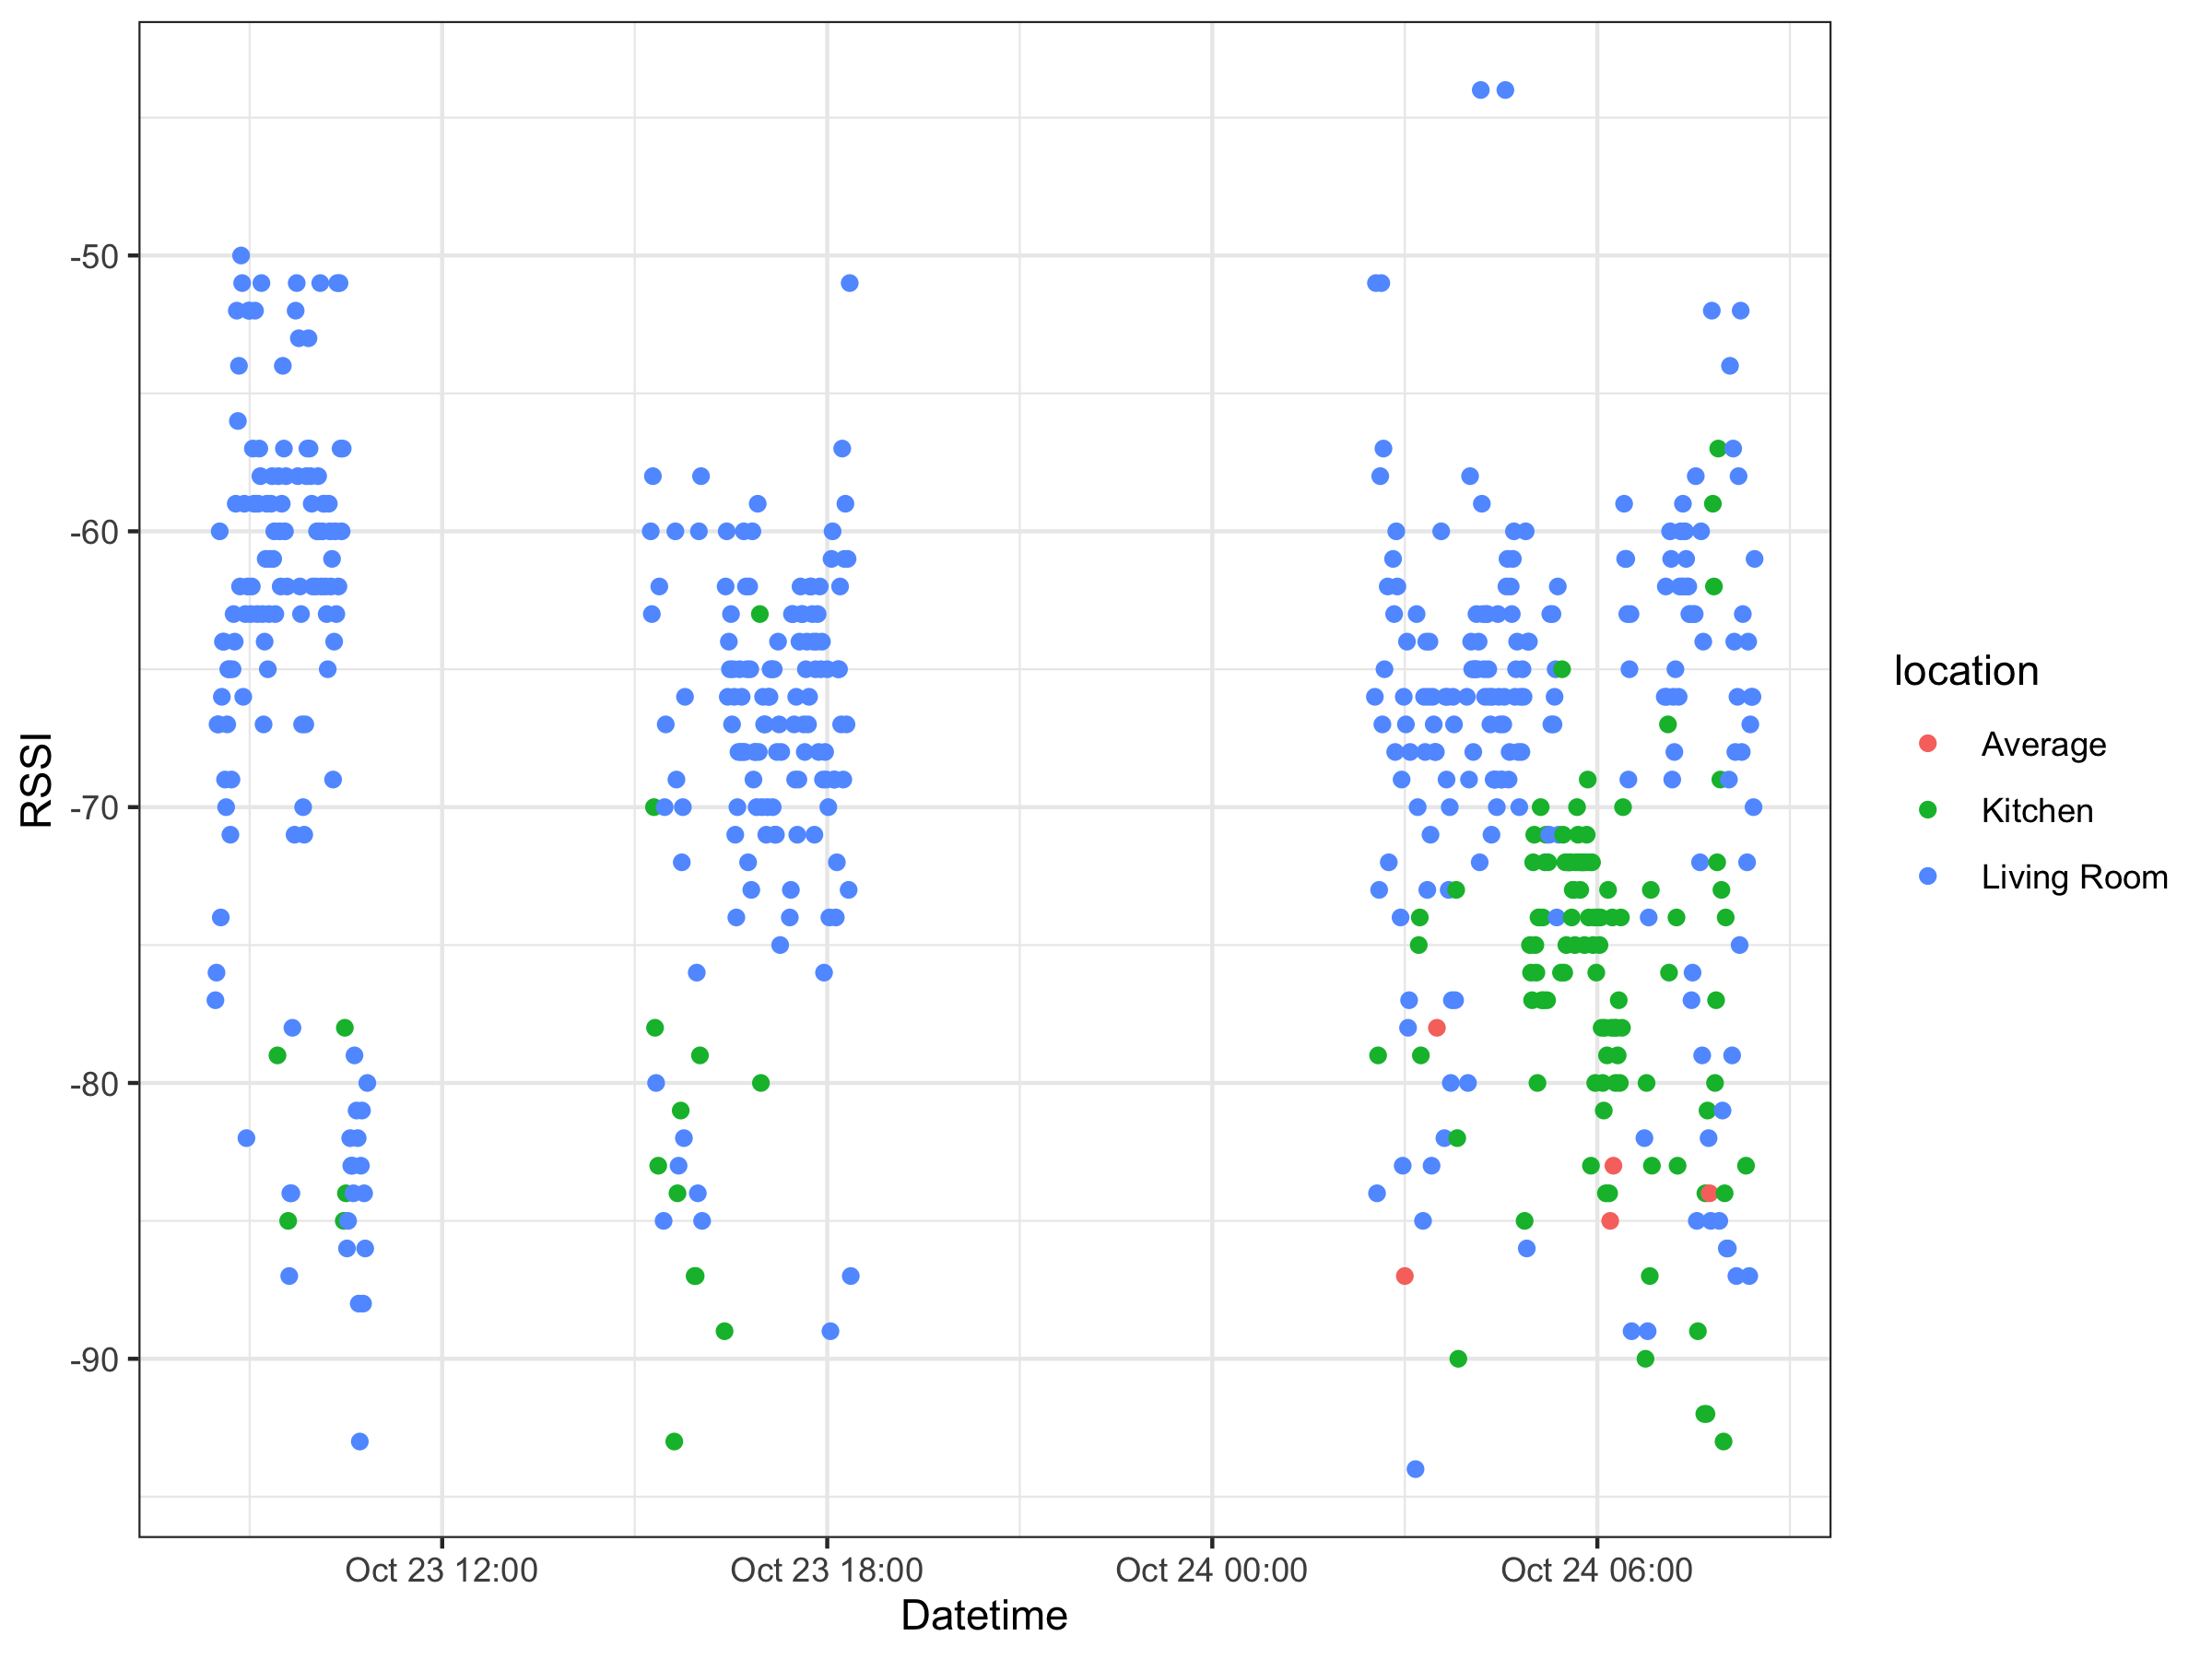 -50
-60
-70
-80
-90
RSSI
Oct 23 12:00
Oct 23 18:00
Oct 24 00:00
Oct 24 06:00
Datetime
location
Average
Kitchen
Living Room